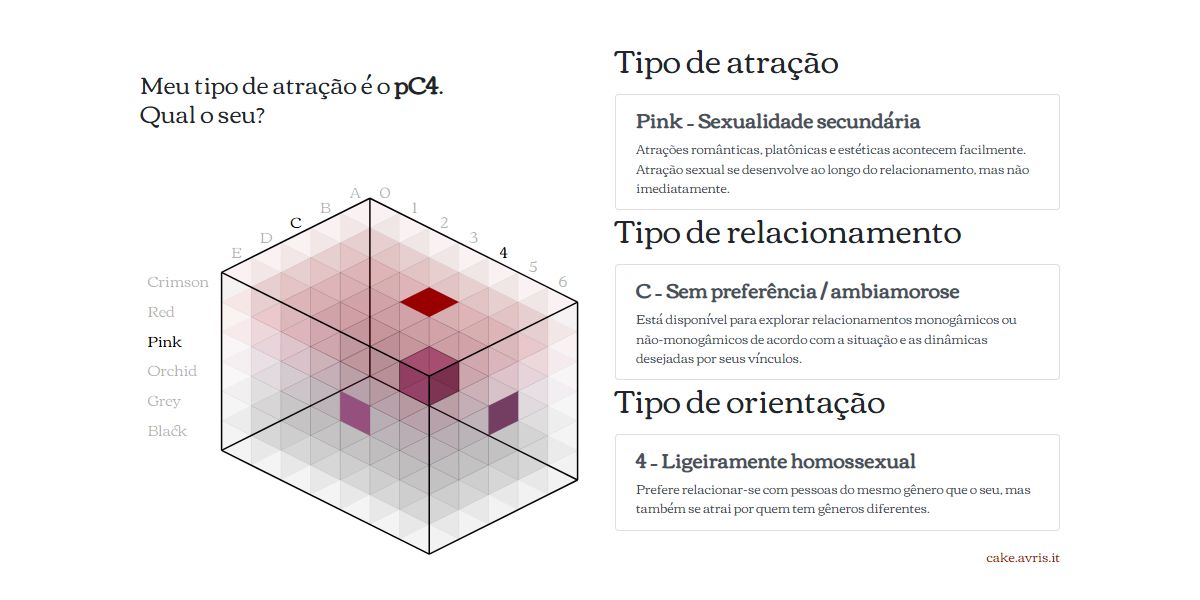 Meu tipo de atração é o pC4.
Qual o seu?
A O
B 1
C 2
D 3
E 4
5
6
Crimson
Red
Pink
Orchid
Grey
Black
Tipo de atração
Pink - Sexualidade secundária
Atrações românticas, platônicas e estéticas acontecem facilmente.
Atração sexual se desenvolve ao longo do relacionamento, mas não
imediatamente.
Tipo de relacionamento
C - Sem preferência / ambiamorose
Está disponível para explorar relacionamentos monogâmicos ou
não-monogâmicos de acordo com a situação e as dinâmicas
desejadas por seus vínculos.
Tipo de orientação
4 - Ligeiramente homossexual
Prefere relacionar-se com pessoas do mesmo gênero que o seu, mas
também se atrai por quem tem gêneros diferentes.
cake.avris.it